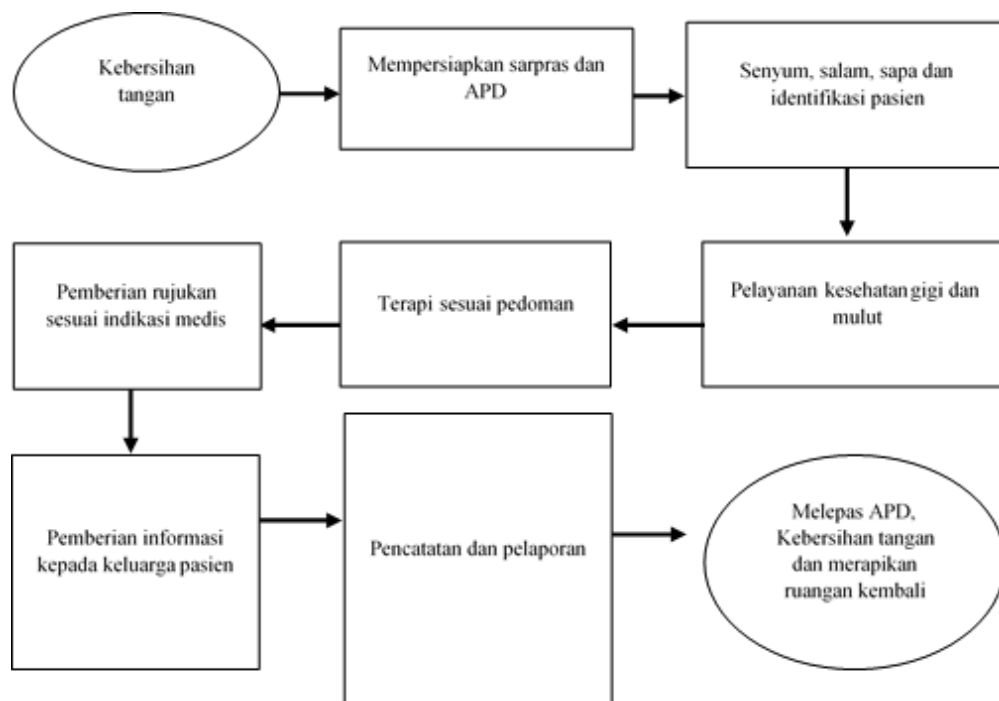 Kebersihan
tangan
Mempersiapkan sarpras dan
APD
Senyum, salam, sapa dan
identifikasi pasien
Pelayanan kesehatan gigi dan
mulut
Terapi sesuai pedoman
Pemberian rujukan
sesuai indikasi medis
Pemberian informasi
kepada keluarga pasien
Pencatatan dan pelaporan
Melepas APD,
Kebersihan tangan
dan merapikan
ruangan kembali